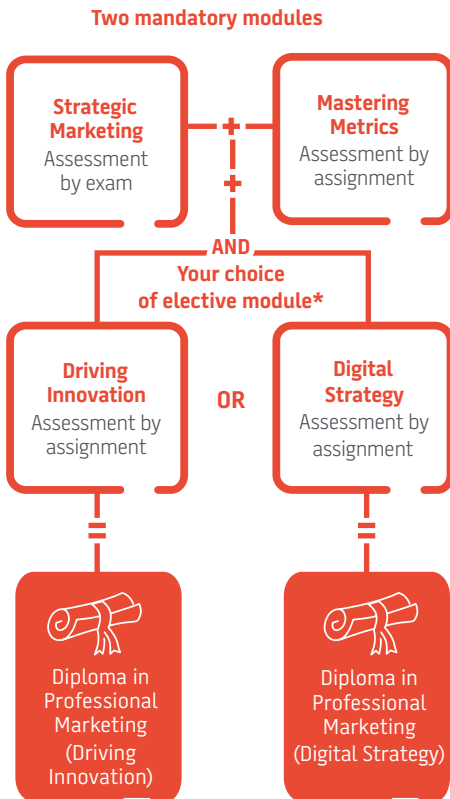 Two mandatory modules
Strategic
Marketing
Assessment
by exam
+
Mastering
Metrics
Assessment by
assignment
+
AND
Your choice
of elective module*
Driving
Innovation
Assessment by
assignment
OR
Digital
Strategy
Assessment by
assignment
=
=
Diploma in
Professional
Marketing
(Driving
Innovation)
Diploma in
Professional
Marketing
(Digital Strategy)